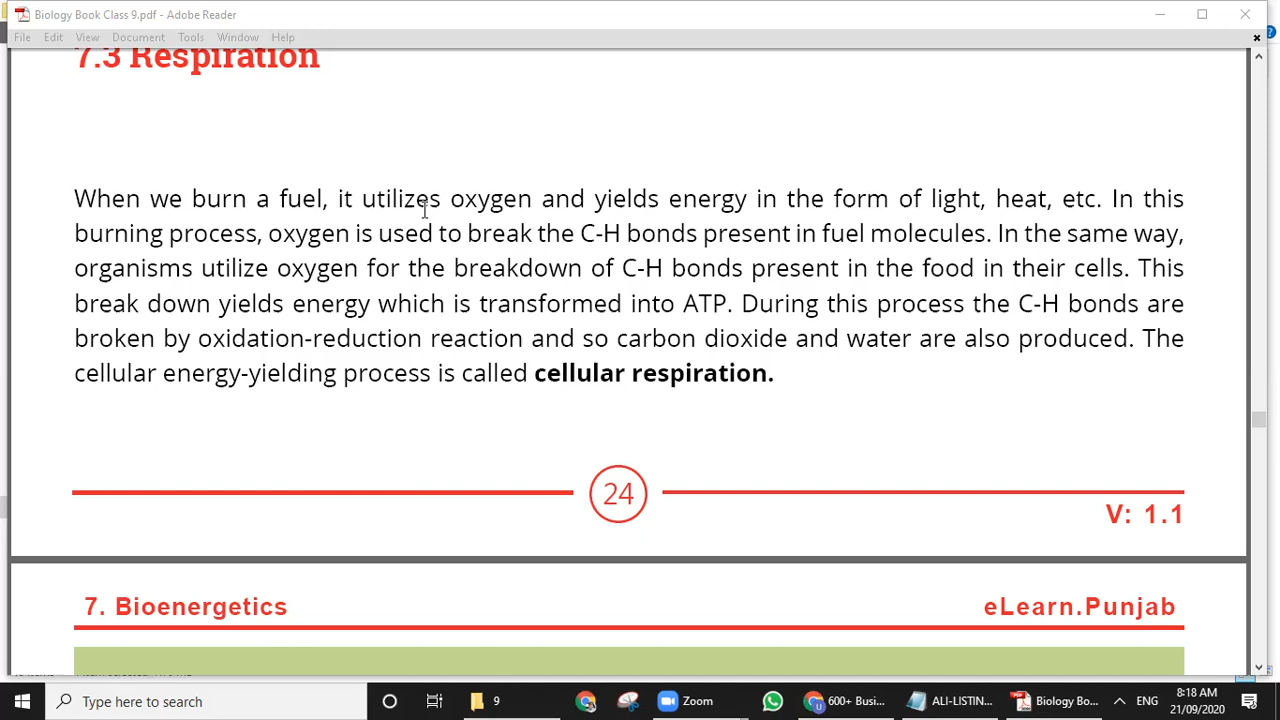 Biology Book Class 9.pdf - Adobe Reader
File Edit View Document Tools Window Help
7.3 Respiration
When we burn a fuel, it utilizes oxygen and yields energy in the form of light, heat, etc. In this
burning process, oxygen is used to break the C-H bonds present in fuel molecules. In the same way,
organisms utilize oxygen for the breakdown of C-H bonds present in the food in their cells. This
break down yields energy which is transformed into ATP. During this process the C-H bonds are
broken by oxidation-reduction reaction and so carbon dioxide and water are also produced. The
cellular energy-yielding process is called cellular respiration.
24
V: 1.1
7. Bioenergetics eLearn.Punjab
Type here to search 9 Zoom 600+ Busi... ALI-LISTIN... Biology Bo... ENG 8:18 AM
21/09/2020